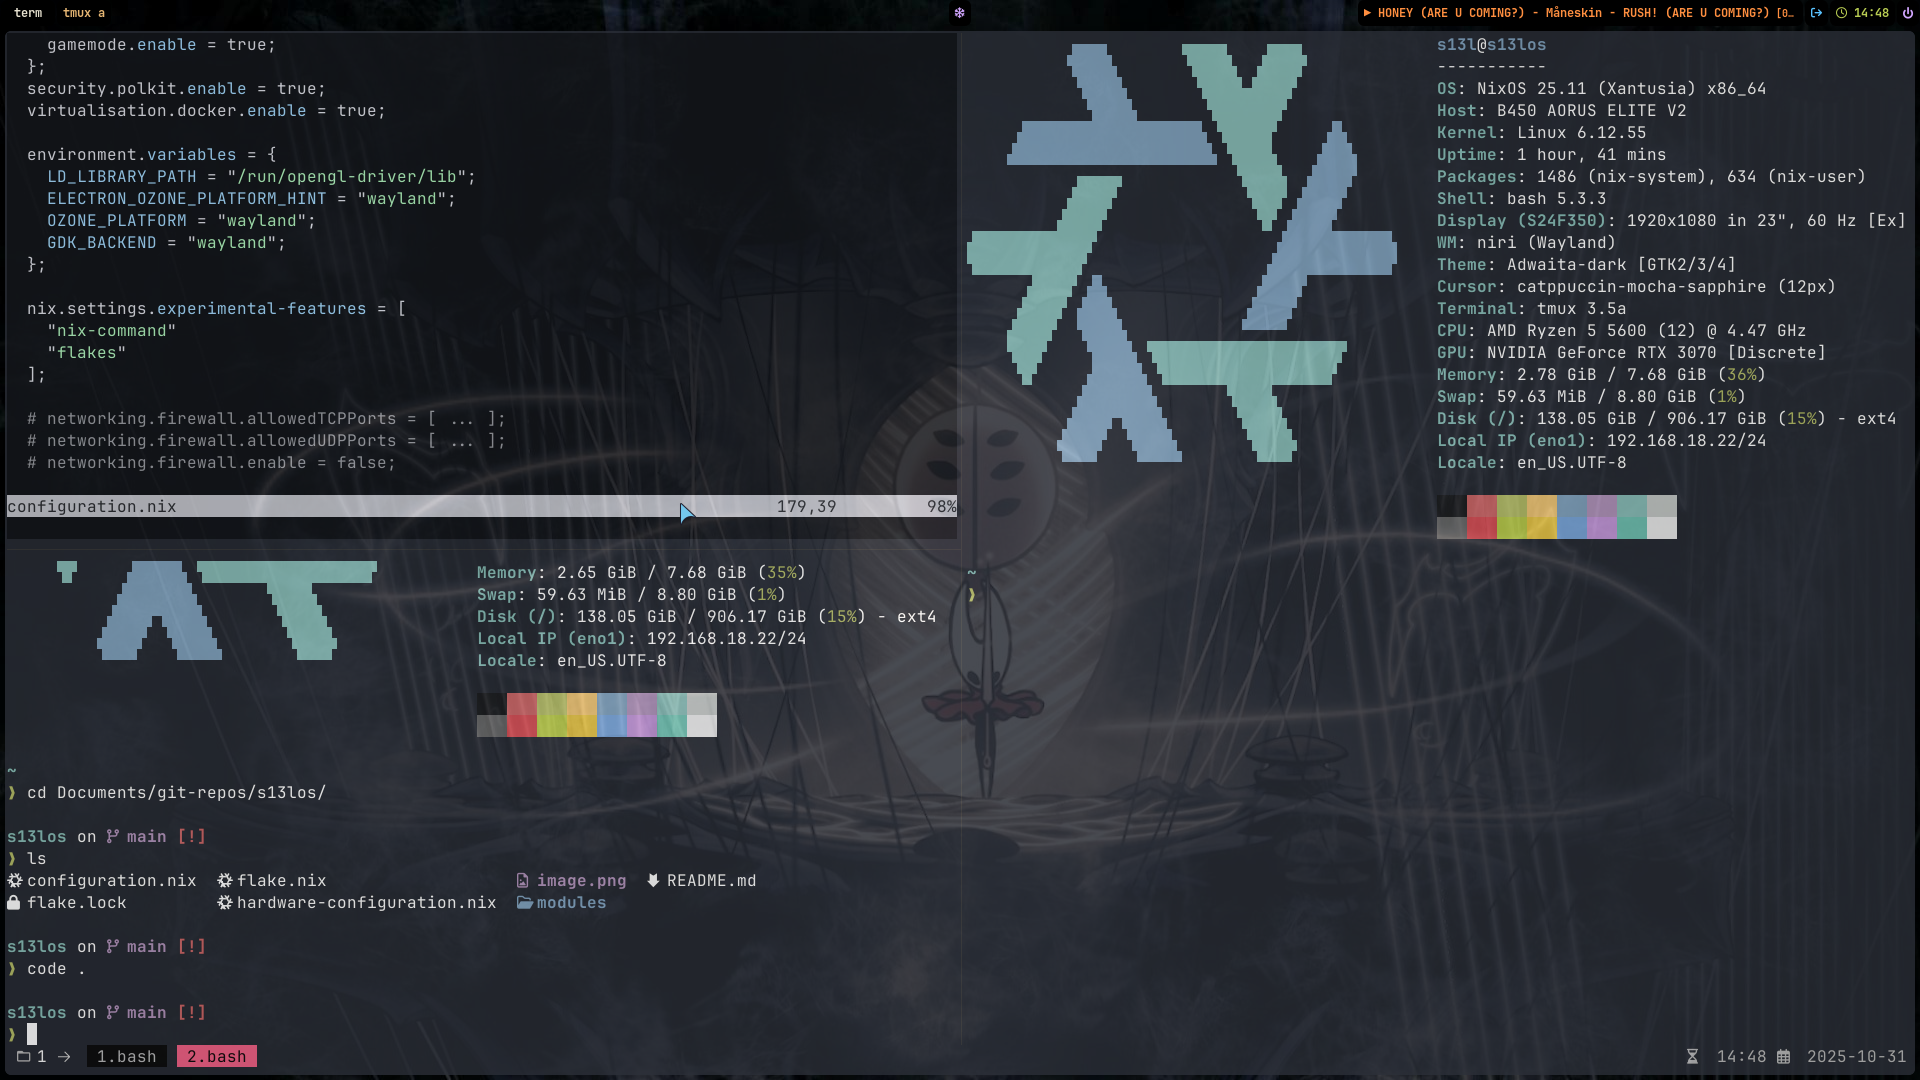 term tmux a
▶ HONEY (ARE U COMING?) - Måneskin - RUSH! (ARE U COMING?) [0… 14:48
gamemode.enable = true;
};
security.polkit.enable = true;
virtualisation.docker.enable = true;
environment.variables = {
LD_LIBRARY_PATH = "/run/opengl-driver/lib";
ELECTRON_OZONE_PLATFORM_HINT = "wayland";
OZONE_PLATFORM = "wayland";
GDK_BACKEND = "wayland";
};
nix.settings.experimental-features = [
"nix-command"
"flakes"
];
# networking.firewall.allowedTCPPorts = [ ... ];
# networking.firewall.allowedUDPPorts = [ ... ];
# networking.firewall.enable = false;
configuration.nix 179,39 98%
s13l@s13los
-----------
OS: NixOS 25.11 (Xantusia) x86_64
Host: B450 AORUS ELITE V2
Kernel: Linux 6.12.55
Uptime: 1 hour, 41 mins
Packages: 1486 (nix-system), 634 (nix-user)
Shell: bash 5.3.3
Display (S24F350): 1920x1080 in 23", 60 Hz [Ex]
WM: niri (Wayland)
Theme: Adwaita-dark [GTK2/3/4]
Cursor: catppuccin-mocha-sapphire (12px)
Terminal: tmux 3.5a
CPU: AMD Ryzen 5 5600 (12) @ 4.47 GHz
GPU: NVIDIA GeForce RTX 3070 [Discrete]
Memory: 2.78 GiB / 7.68 GiB (36%)
Swap: 59.63 MiB / 8.80 GiB (1%)
Disk (/): 138.05 GiB / 906.17 GiB (15%) - ext4
Local IP (eno1): 192.168.18.22/24
Locale: en_US.UTF-8
~
❱
Memory: 2.65 GiB / 7.68 GiB (35%)
Swap: 59.63 MiB / 8.80 GiB (1%)
Disk (/): 138.05 GiB / 906.17 GiB (15%) - ext4
Local IP (eno1): 192.168.18.22/24
Locale: en_US.UTF-8
~
❱ cd Documents/git-repos/s13los/
s13los on main [!]
❱ ls
configuration.nix flake.nix image.png README.md
flake.lock hardware-configuration.nix modules
s13los on main [!]
❱ code .
s13los on main [!]
❱
1 → 1.bash 2.bash 14:48 2025-10-31